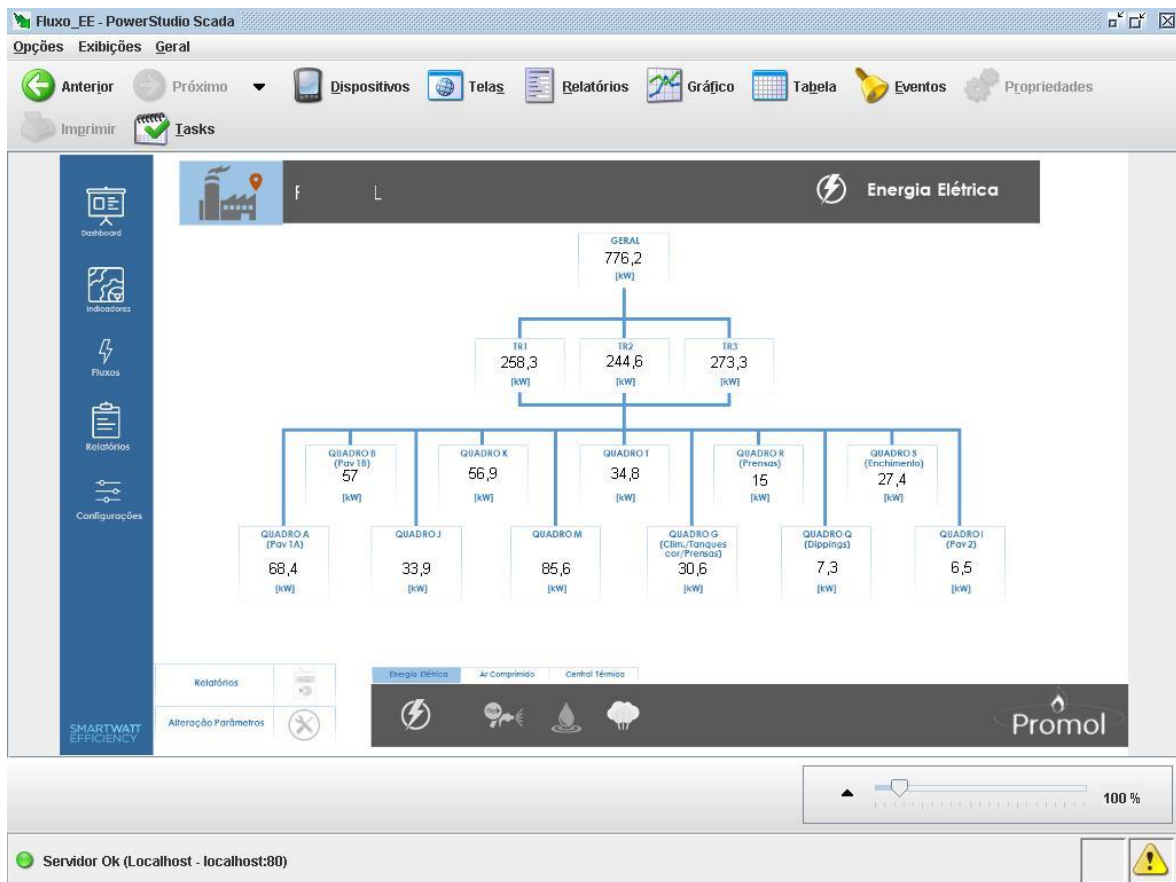 Fluxo_EE - PowerStudio Scada
Opções Exibições Geral
Anterior Próximo Dispositivos Telas Relatórios Gráfico Tabela Eventos Propriedades
Imprimir Tasks
F L Energia Elétrica
Dashboard
Indicadores
Fluxos
Relatórios
Configurações
SMARTWATT
EFFICIENCY
GERAL
776,2
[kW]
TR1 TR2 TR3
258,3 244,6 273,3
[kW] [kW] [kW]
QUADRO B QUADRO K QUADRO T QUADRO R QUADRO S
(Pav 1B) (Prensas) (Enchimento)
57 56,9 34,8 15 27,4
[kW] [kW] [kW] [kW] [kW]
QUADRO A QUADRO J QUADRO M QUADRO G QUADRO Q QUADRO I
(Pav 1A) (Clim./Tanques (Dippings) (Pav 2)
cor/Prensas)
68,4 33,9 85,6 30,6 7,3 6,5
[kW] [kW] [kW] [kW] [kW] [kW]
Relatórios
Alteração Parâmetros
Energia Elétrica Ar Comprimido Central Térmica
Promol
100 %
Servidor Ok (Localhost - localhost:80)